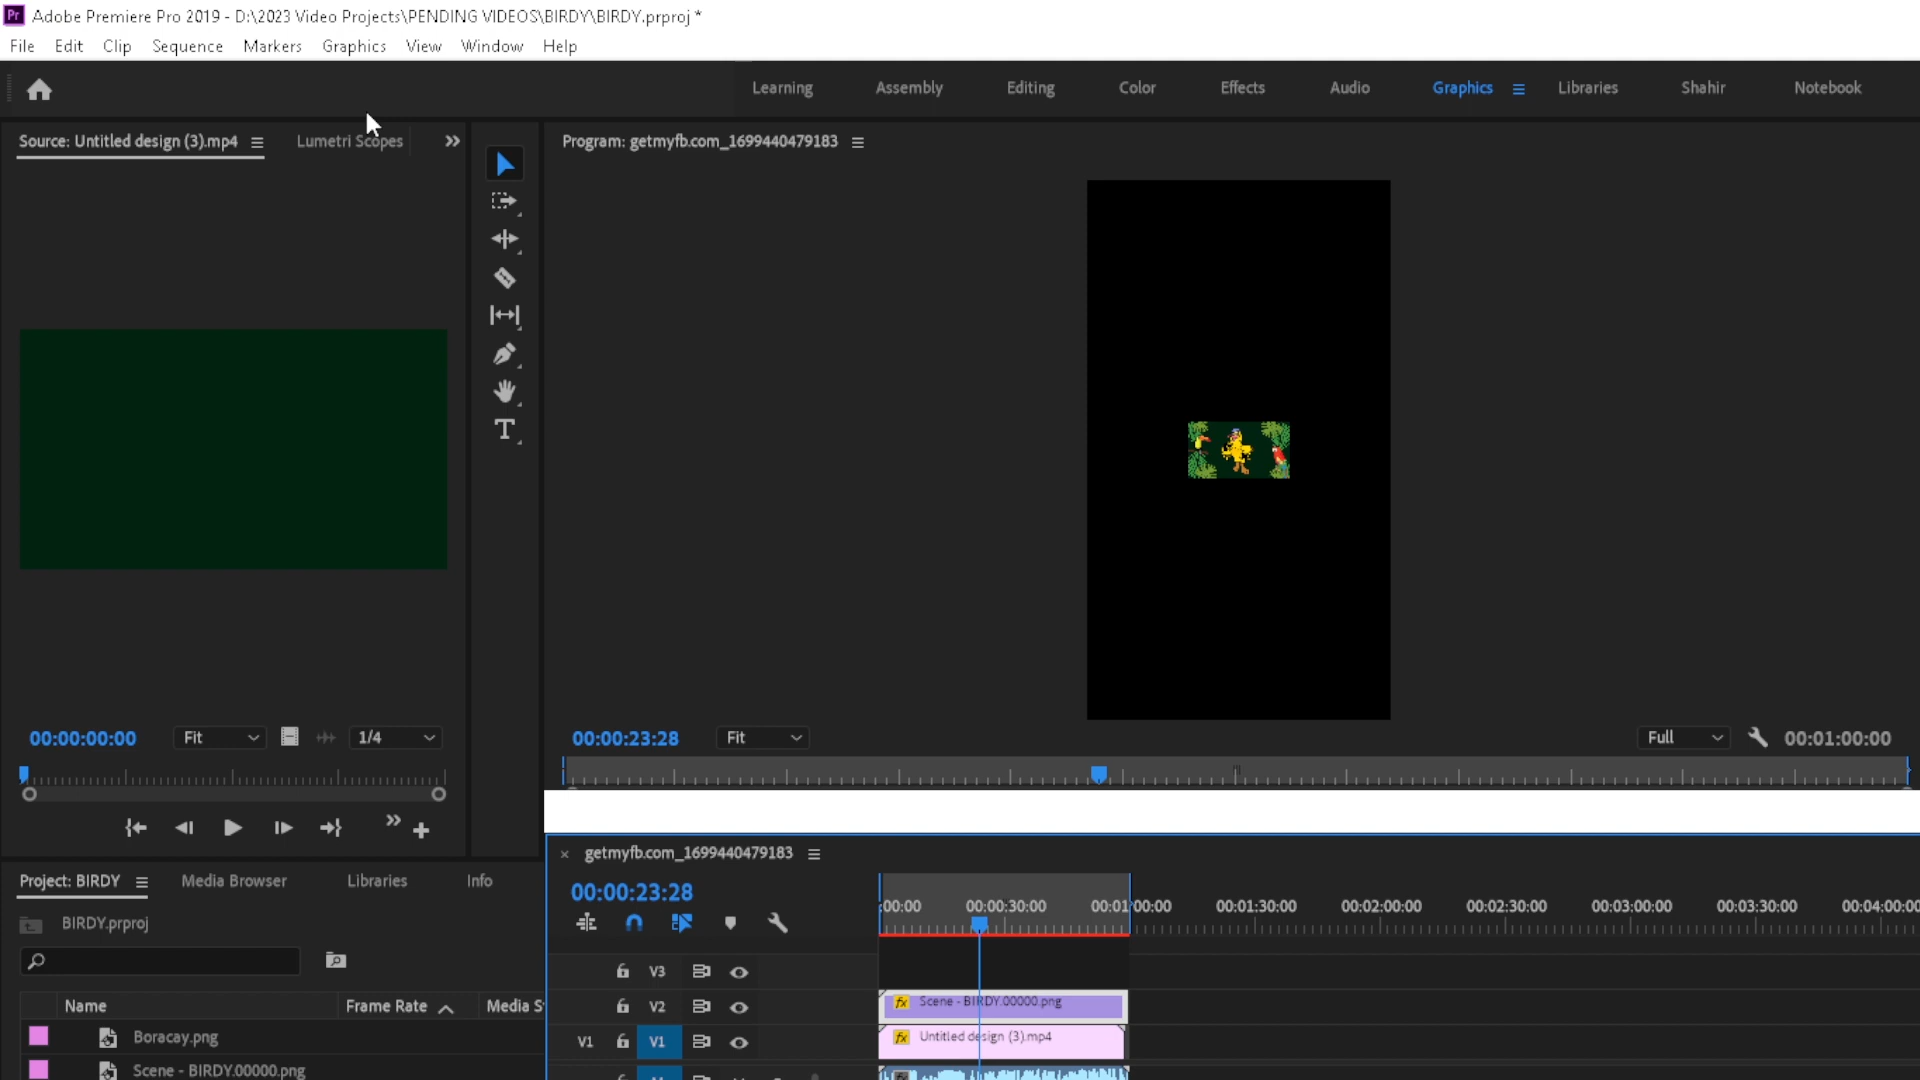 Pr Adobe Premiere Pro 2019 - D:\2023 Video Projects\PENDING VIDEOS\BIRDY\BIRDY.prproj *
File Edit Clip Sequence Markers Graphics View Window Help
Learning Assembly Editing Color Effects Audio Graphics Libraries Shahir Notebook
Source: Untitled design (3).mp4 Lumetri Scopes
Program: getmyfb.com_1699440479183
00:00:00:00 Fit 1/4
00:00:23:28 Fit Full 00:01:00:00
getmyfb.com_1699440479183
Project: BIRDY Media Browser Libraries Info
00:00:23:28
:00:00 00:00:30:00 00:01:00:00 00:01:30:00 00:02:00:00 00:02:30:00 00:03:00:00 00:03:30:00 00:04:00:00
BIRDY.prproj
V3
Name Frame Rate Media S
V2 fx Scene - BIRDY.00000.png
Boracay.png
V1 V1 fx Untitled design (3).mp4
Scene - BIRDY.00000.png